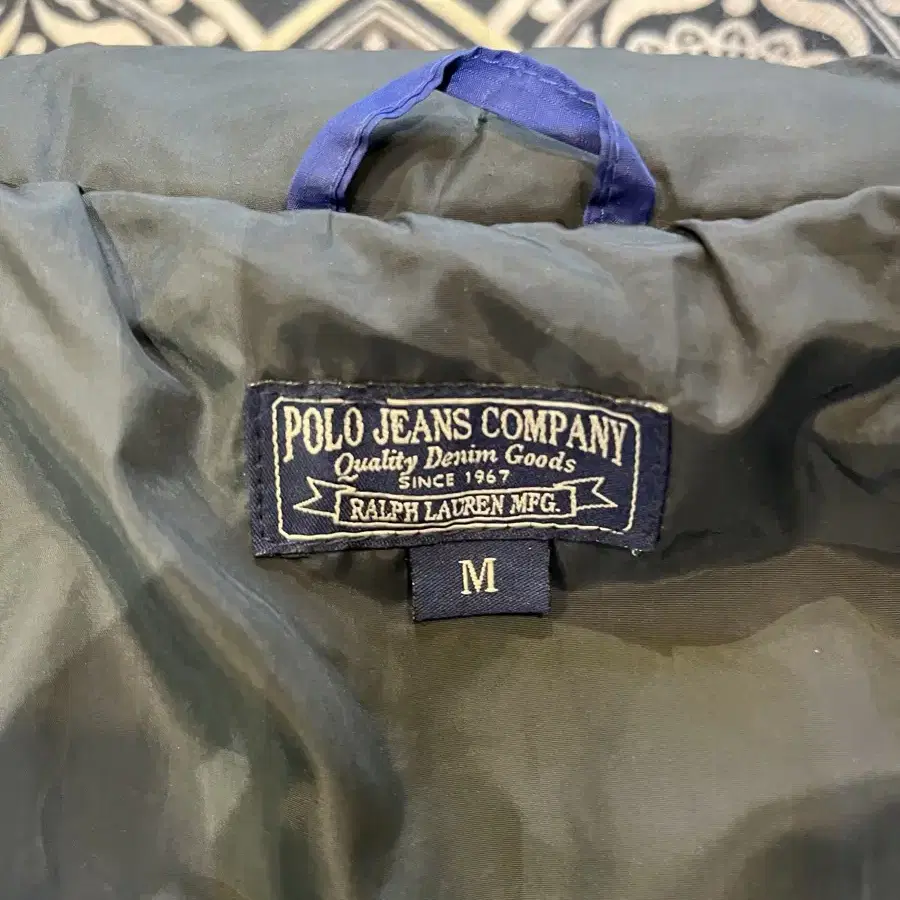 POLO JEANS COMPANY
Quality Denim Goods
SINCE 1967
RALPH LAUREN MFG.
M